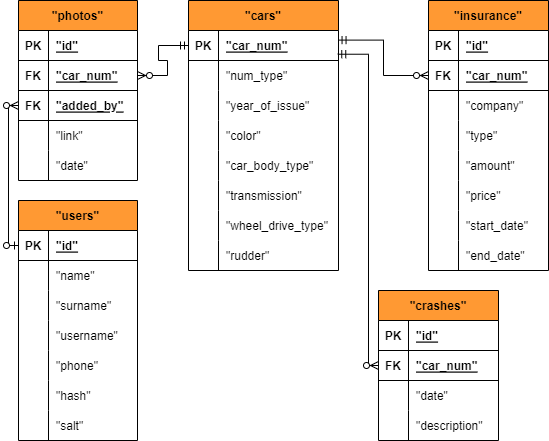 "photos"
PK "id"
FK "car_num"
FK "added_by"
"link"
"date"
"users"
PK "id"
"name"
"surname"
"username"
"phone"
"hash"
"salt"
"cars"
PK "car_num"
"num_type"
"year_of_issue"
"color"
"car_body_type"
"transmission"
"wheel_drive_type"
"rudder"
"insurance"
PK "id"
FK "car_num"
"company"
"type"
"amount"
"price"
"start_date"
"end_date"
"crashes"
PK "id"
FK "car_num"
"date"
"description"